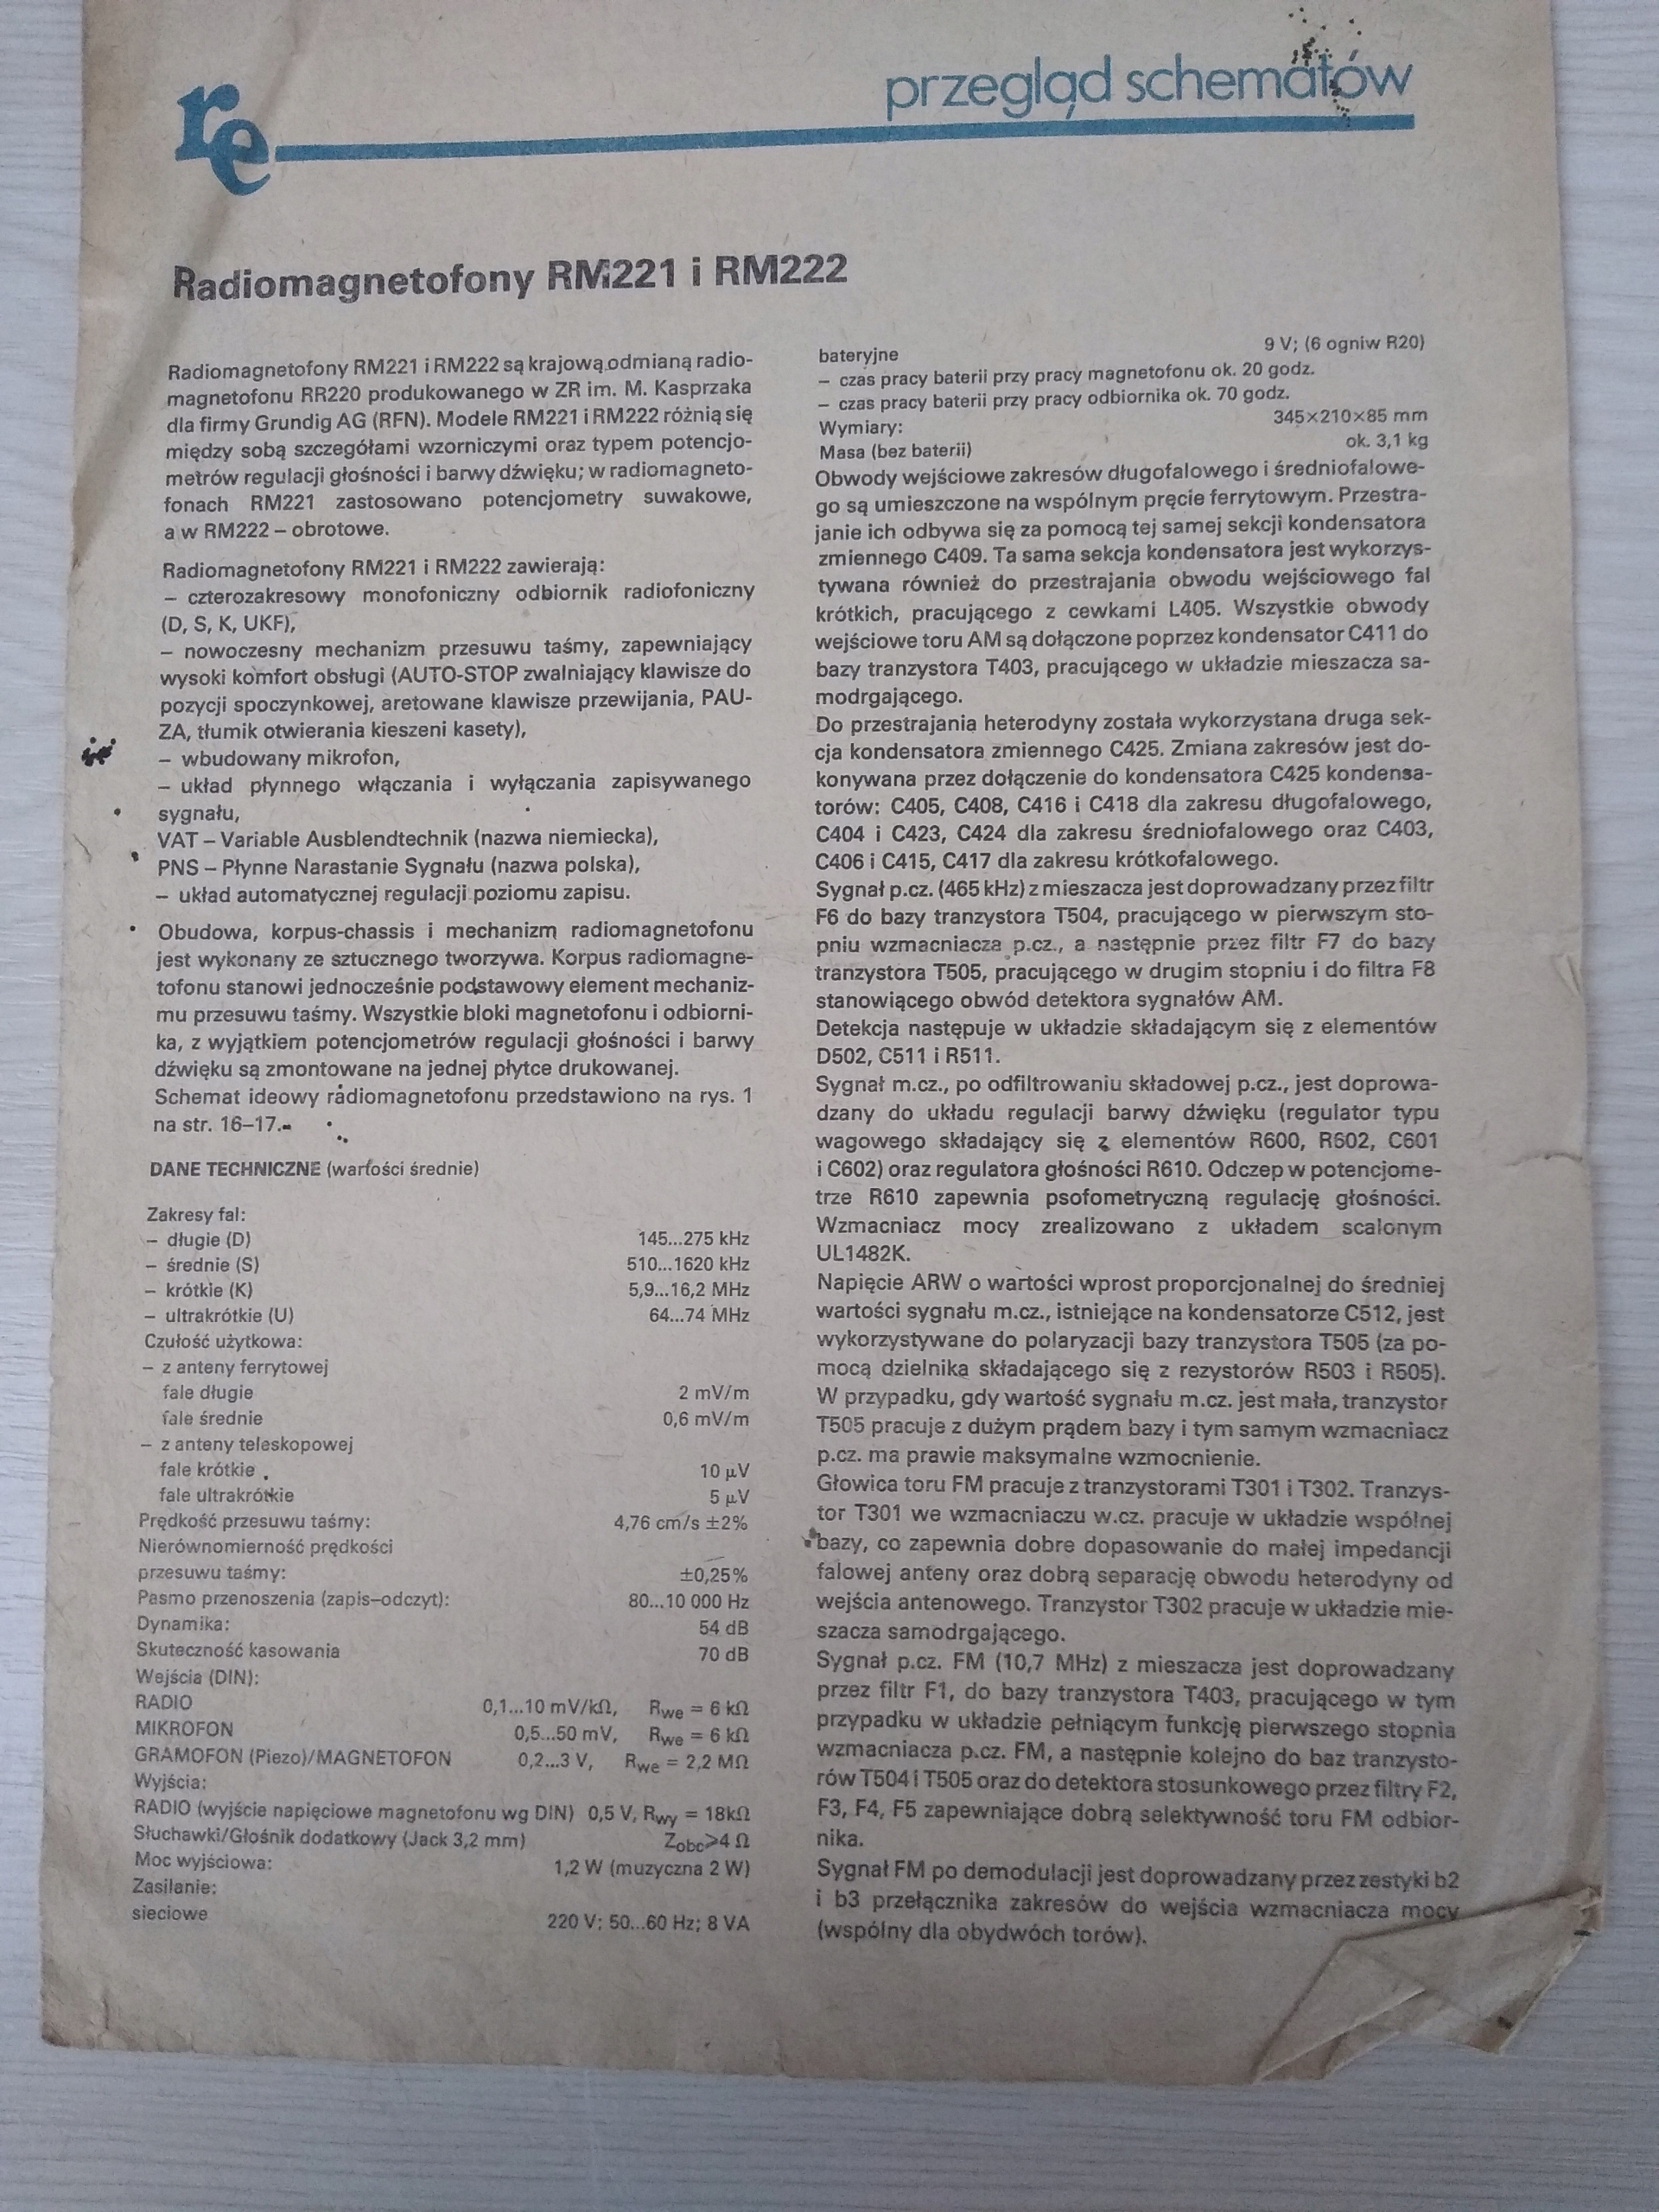 re
przegląd schematów
Radiomagnetofony RM221 i RM222
Radiomagnetofony RM221 i RM222 są krajową odmianą radio-
magnetofonu RR220 produkowanego w ZR im. M. Kasprzaka
dla firmy Grundig AG (RFN). Modele RM221 i RM222 różnią się
między sobą szczegółami wzorniczymi oraz typem potencjo-
metrów regulacji głośności i barwy dźwięku; w radiomagneto-
fonach RM221 zastosowano potencjometry suwakowe,
a w RM222 – obrotowe.
Radiomagnetofony RM221 i RM222 zawierają:
– czterozakresowy monofoniczny odbiornik radiofoniczny
(D, S, K, UKF),
– nowoczesny mechanizm przesuwu taśmy, zapewniający
wysoki komfort obsługi (AUTO-STOP zwalniający klawisze do
pozycji spoczynkowej, aretowane klawisze przewijania, PAU-
ZA, tłumik otwierania kieszeni kasety),
– wbudowany mikrofon,
– układ płynnego włączania i wyłączania zapisywanego
sygnału,
VAT – Variable Ausblendtechnik (nazwa niemiecka),
PNS – Płynne Narastanie Sygnału (nazwa polska),
– układ automatycznej regulacji poziomu zapisu.
Obudowa, korpus-chassis i mechanizm radiomagnetofonu
jest wykonany ze sztucznego tworzywa. Korpus radiomagne-
tofonu stanowi jednocześnie podstawowy element mechaniz-
mu przesuwu taśmy. Wszystkie bloki magnetofonu i odbiorni-
ka, z wyjątkiem potencjometrów regulacji głośności i barwy
dźwięku są zmontowane na jednej płytce drukowanej.
Schemat ideowy radiomagnetofonu przedstawiono na rys. 1
na str. 16–17.
DANE TECHNICZNE (wartości średnie)
Zakresy fal:
– długie (D) 145...275 kHz
– średnie (S) 510...1620 kHz
– krótkie (K) 5,9...16,2 MHz
– ultrakrótkie (U) 64...74 MHz
Czułość użytkowa:
– z anteny ferrytowej
fale długie 2 mV/m
fale średnie 0,6 mV/m
– z anteny teleskopowej
fale krótkie 10 µV
fale ultrakrótkie 5 µV
Prędkość przesuwu taśmy: 4,76 cm/s ±2%
Nierównomierność prędkości
przesuwu taśmy: ±0,25%
Pasmo przenoszenia (zapis–odczyt): 80...10 000 Hz
Dynamika: 54 dB
Skuteczność kasowania 70 dB
Wejścia (DIN):
RADIO 0,1...10 mV/kΩ, Rwe = 6 kΩ
MIKROFON 0,5...50 mV, Rwe = 6 kΩ
GRAMOFON (Piezo)/MAGNETOFON 0,2...3 V, Rwe = 2,2 MΩ
Wyjścia:
RADIO (wyjście napięciowe magnetofonu wg DIN) 0,5 V, Rwy = 18kΩ
Słuchawki/Głośnik dodatkowy (Jack 3,2 mm) Zobc>4 Ω
Moc wyjściowa: 1,2 W (muzyczna 2 W)
Zasilanie:
sieciowe 220 V; 50...60 Hz; 8 VA
bateryjne 9 V; (6 ogniw R20)
– czas pracy baterii przy pracy magnetofonu ok. 20 godz.
– czas pracy baterii przy pracy odbiornika ok. 70 godz.
Wymiary: 345×210×85 mm
Masa (bez baterii) ok. 3,1 kg
Obwody wejściowe zakresów długofalowego i średniofalowe-
go są umieszczone na wspólnym pręcie ferrytowym. Przestra-
janie ich odbywa się za pomocą tej samej sekcji kondensatora
zmiennego C409. Ta sama sekcja kondensatora jest wykorzys-
tywana również do przestrajania obwodu wejściowego fal
krótkich, pracującego z cewkami L405. Wszystkie obwody
wejściowe toru AM są dołączone poprzez kondensator C411 do
bazy tranzystora T403, pracującego w układzie mieszacza sa-
modrgającego.
Do przestrajania heterodyny została wykorzystana druga sek-
cja kondensatora zmiennego C425. Zmiana zakresów jest do-
konywana przez dołączenie do kondensatora C425 kondensa-
torów: C405, C408, C416 i C418 dla zakresu długofalowego,
C404 i C423, C424 dla zakresu średniofalowego oraz C403,
C406 i C415, C417 dla zakresu krótkofalowego.
Sygnał p.cz. (465 kHz) z mieszacza jest doprowadzany przez filtr
F6 do bazy tranzystora T504, pracującego w pierwszym sto-
pniu wzmacniacza p.cz., a następnie przez filtr F7 do bazy
tranzystora T505, pracującego w drugim stopniu i do filtra F8
stanowiącego obwód detektora sygnałów AM.
Detekcja następuje w układzie składającym się z elementów
D502, C511 i R511.
Sygnał m.cz., po odfiltrowaniu składowej p.cz., jest doprowa-
dzany do układu regulacji barwy dźwięku (regulator typu
wagowego składający się z elementów R600, R602, C601
i C602) oraz regulatora głośności R610. Odczep w potencjome-
trze R610 zapewnia psofometryczną regulację głośności.
Wzmacniacz mocy zrealizowano z układem scalonym
UL1482K.
Napięcie ARW o wartości wprost proporcjonalnej do średniej
wartości sygnału m.cz., istniejące na kondensatorze C512, jest
wykorzystywane do polaryzacji bazy tranzystora T505 (za po-
mocą dzielnika składającego się z rezystorów R503 i R505).
W przypadku, gdy wartość sygnału m.cz. jest mała, tranzystor
T505 pracuje z dużym prądem bazy i tym samym wzmacniacz
p.cz. ma prawie maksymalne wzmocnienie.
Głowica toru FM pracuje z tranzystorami T301 i T302. Tranzys-
tor T301 we wzmacniaczu w.cz. pracuje w układzie wspólnej
bazy, co zapewnia dobre dopasowanie do małej impedancji
falowej anteny oraz dobrą separację obwodu heterodyny od
wejścia antenowego. Tranzystor T302 pracuje w układzie mie-
szacza samodrgającego.
Sygnał p.cz. FM (10,7 MHz) z mieszacza jest doprowadzany
przez filtr F1, do bazy tranzystora T403, pracującego w tym
przypadku w układzie pełniącym funkcję pierwszego stopnia
wzmacniacza p.cz. FM, a następnie kolejno do baz tranzysto-
rów T504 i T505 oraz do detektora stosunkowego przez filtry F2,
F3, F4, F5 zapewniające dobrą selektywność toru FM odbior-
nika.
Sygnał FM po demodulacji jest doprowadzany przez zestyki b2
i b3 przełącznika zakresów do wejścia wzmacniacza mocy
(wspólny dla obydwóch torów).